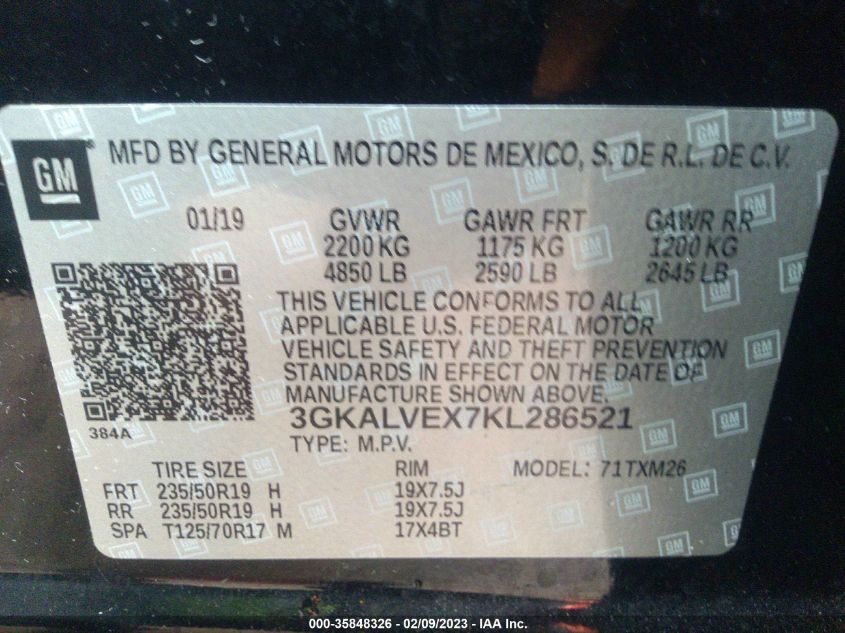 GM MFD BY GENERAL MOTORS DE MEXICO, S. DE R.L. DE C.V.
01/19 GVWR GAWR FRT GAWR RR
2200 KG 1175 KG 1200 KG
4850 LB 2590 LB 2645 LB
THIS VEHICLE CONFORMS TO ALL
APPLICABLE U.S. FEDERAL MOTOR
VEHICLE SAFETY AND THEFT PREVENTION
STANDARDS IN EFFECT ON THE DATE OF
MANUFACTURE SHOWN ABOVE.
384A 3GKALVEX7KL286521
TYPE: M.P.V.
TIRE SIZE RIM MODEL: 71TXM26
FRT 235/50R19 H 19X7.5J
RR 235/50R19 H 19X7.5J
SPA T125/70R17 M 17X4BT
000-35848326 - 02/09/2023 - IAA Inc.